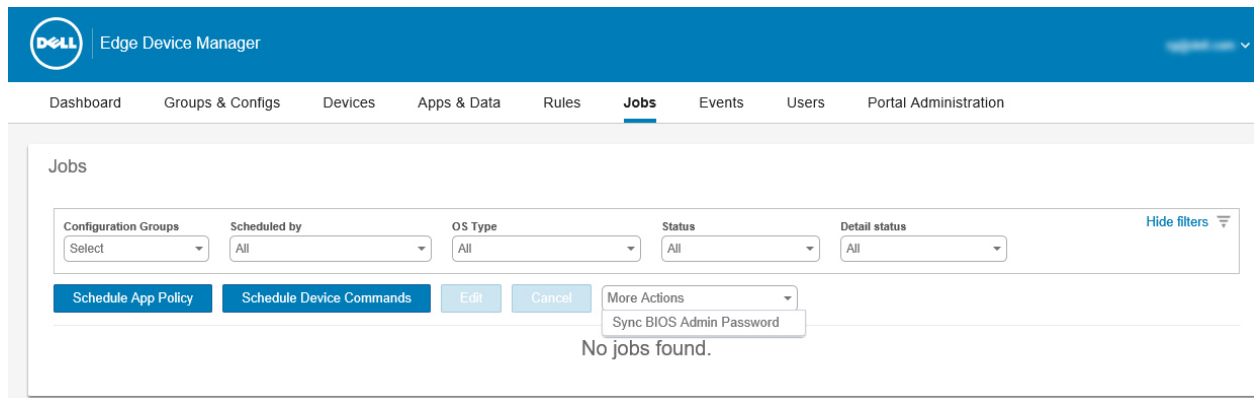 DELL Edge Device Manager
Dashboard Groups & Configs Devices Apps & Data Rules Jobs Events Users Portal Administration
Jobs
Configuration Groups Scheduled by OS Type Status Detail status Hide filters
Select All All All All
Schedule App Policy Schedule Device Commands Edit Cancel More Actions
Sync BIOS Admin Password
No jobs found.